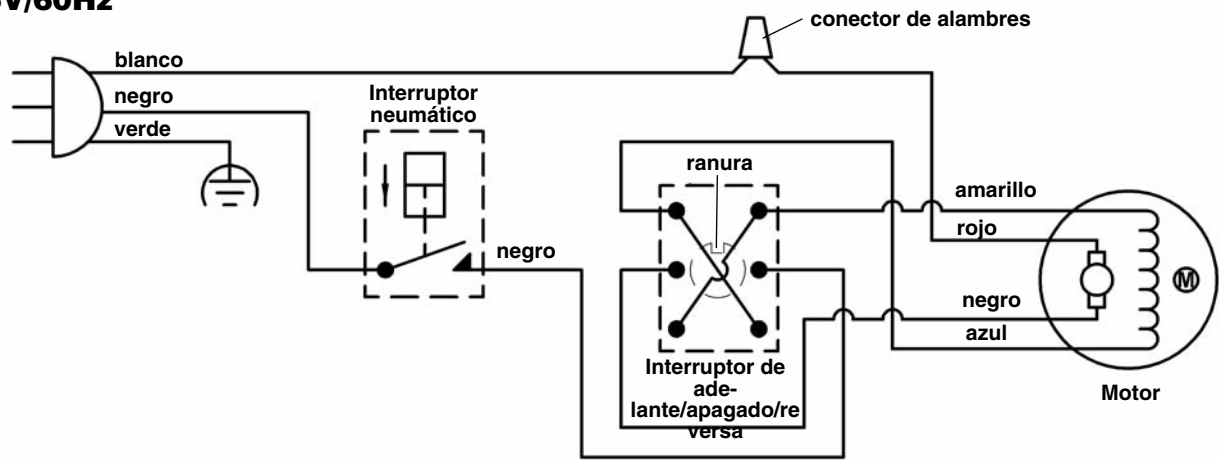 V/60Hz
conector de alambres
blanco
negro
verde
Interruptor
neumático
negro
ranura
amarillo
rojo
negro
azul
M
Motor
Interruptor de
ade-
lante/apagado/re
versa